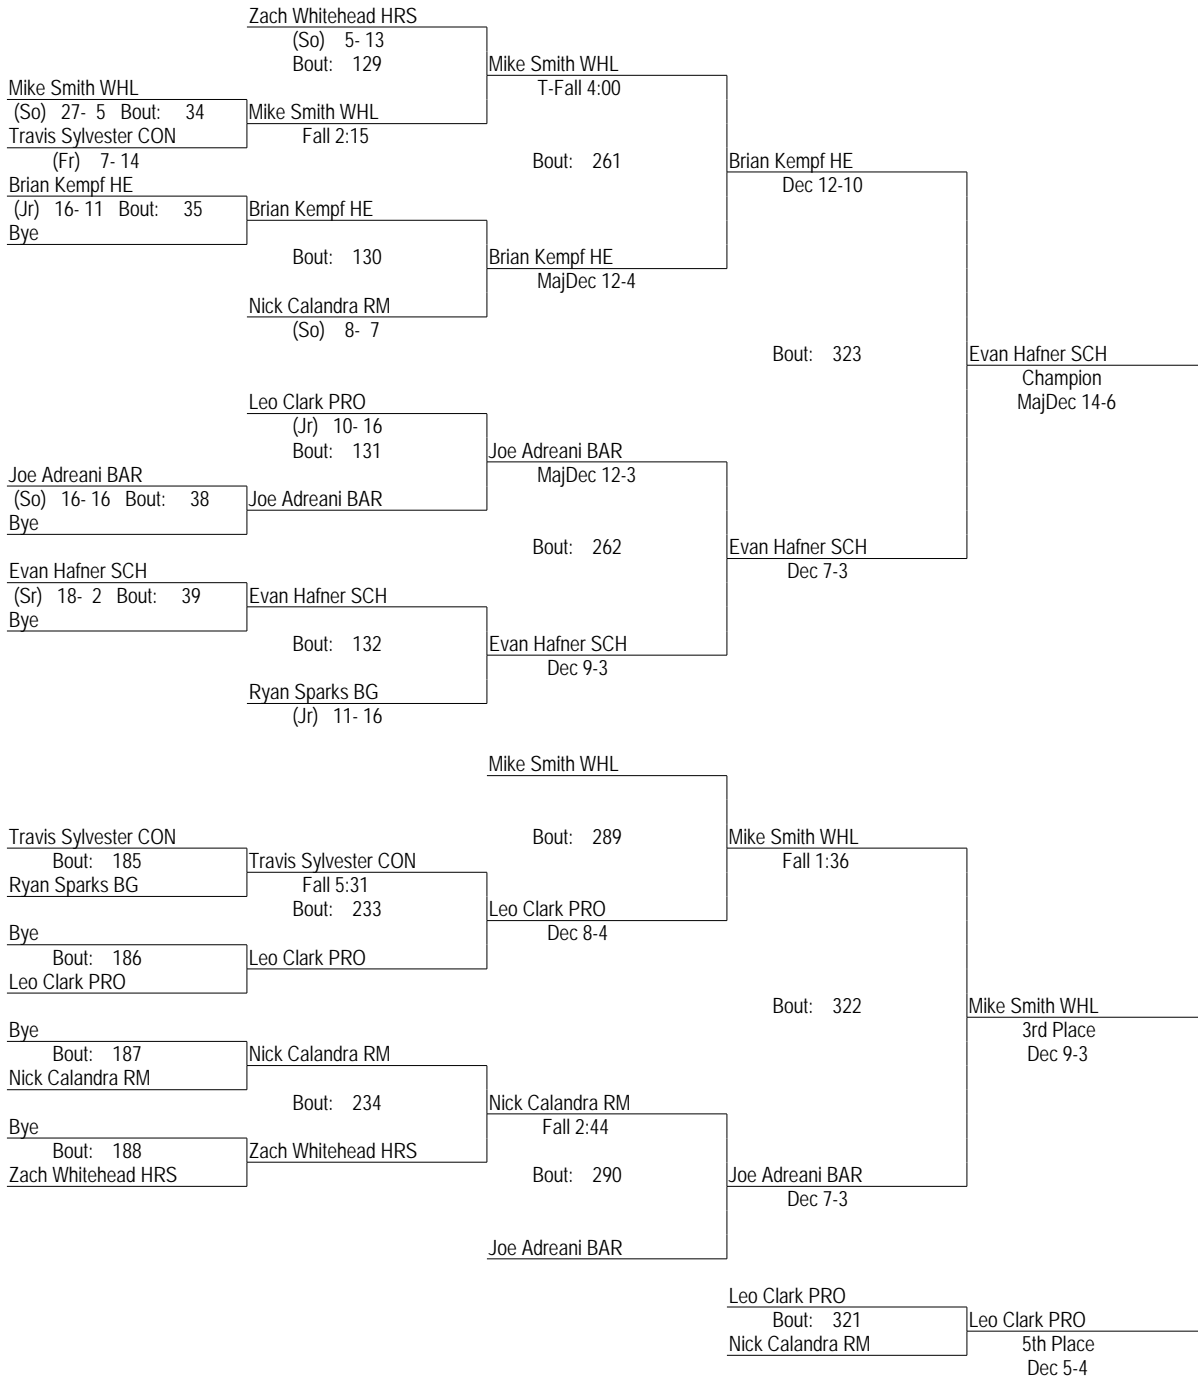 Zach Whitehead HRS
(So) 5- 13
Bout: 129
Mike Smith WHL
T-Fall 4:00
Mike Smith WHL
(So) 27- 5 Bout: 34
Travis Sylvester CON
(Fr) 7- 14
Mike Smith WHL
Fall 2:15
Bout: 261
Brian Kempf HE
Dec 12-10
Brian Kempf HE
(Jr) 16- 11 Bout: 35
Bye
Brian Kempf HE
Bout: 130
Brian Kempf HE
MajDec 12-4
Nick Calandra RM
(So) 8- 7
Bout: 323
Evan Hafner SCH
Champion
MajDec 14-6
Leo Clark PRO
(Jr) 10- 16
Bout: 131
Joe Adreani BAR
MajDec 12-3
Joe Adreani BAR
(So) 16- 16 Bout: 38
Bye
Joe Adreani BAR
Bout: 262
Evan Hafner SCH
Dec 7-3
Evan Hafner SCH
(Sr) 18- 2 Bout: 39
Bye
Evan Hafner SCH
Bout: 132
Evan Hafner SCH
Dec 9-3
Ryan Sparks BG
(Jr) 11- 16
Mike Smith WHL
Bout: 289
Mike Smith WHL
Fall 1:36
Travis Sylvester CON
Bout: 185
Ryan Sparks BG
Travis Sylvester CON
Fall 5:31
Bout: 233
Leo Clark PRO
Dec 8-4
Bye
Bout: 186
Leo Clark PRO
Leo Clark PRO
Bout: 322
Mike Smith WHL
3rd Place
Dec 9-3
Bye
Bout: 187
Nick Calandra RM
Nick Calandra RM
Bout: 234
Nick Calandra RM
Fall 2:44
Bye
Bout: 188
Zach Whitehead HRS
Zach Whitehead HRS
Bout: 290
Joe Adreani BAR
Dec 7-3
Joe Adreani BAR
Leo Clark PRO
Bout: 321
Nick Calandra RM
Leo Clark PRO
5th Place
Dec 5-4